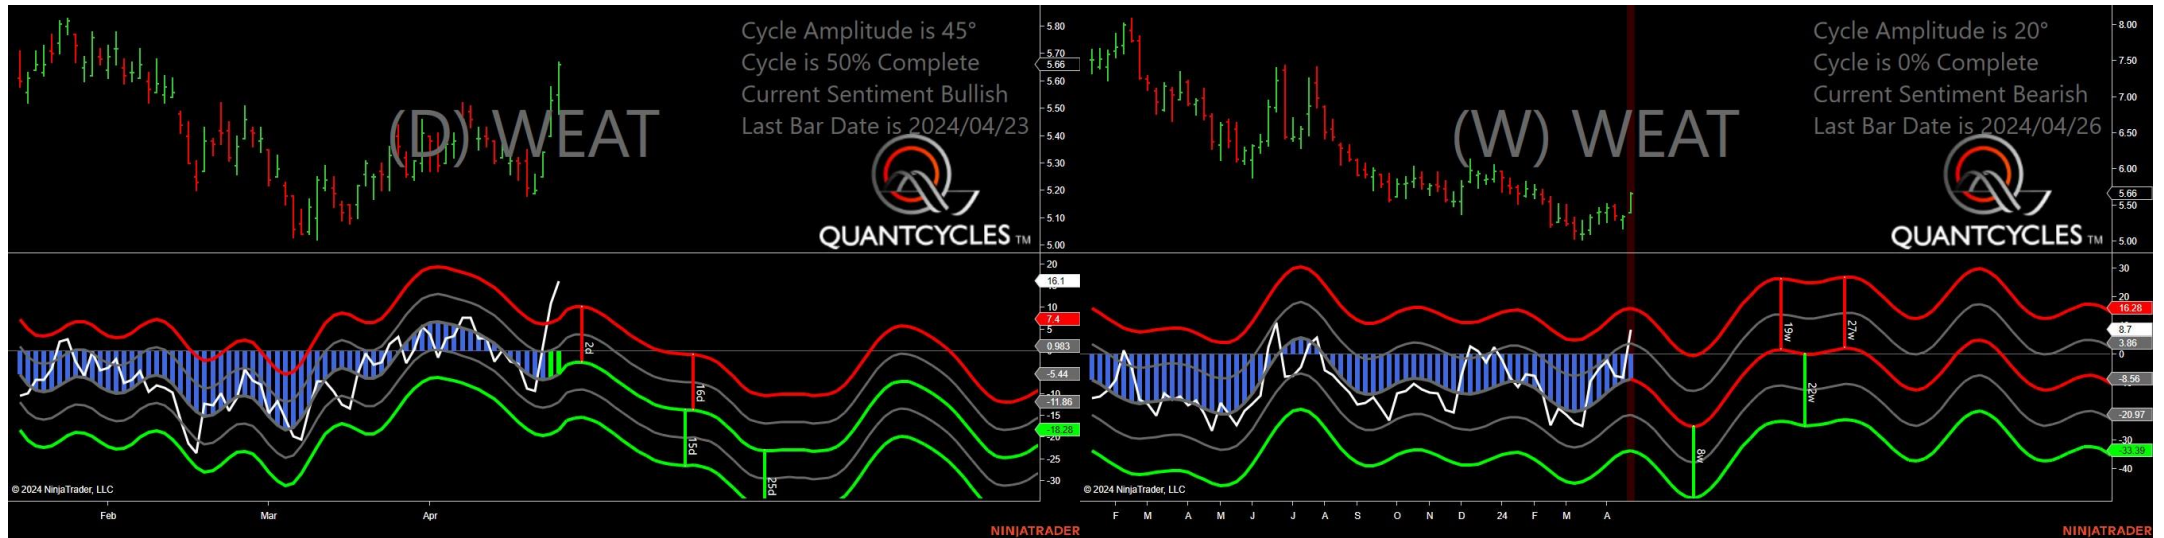 Cycle Amplitude is 45°
Cycle is 50% Complete
Current Sentiment Bullish
Last Bar Date is 2024/04/23
(D) WEAT
QUANTCYCLES TM
5.80
5.70
5.66
5.60
5.50
5.40
5.30
5.20
5.10
5.00
20
16.1
10
7.4
5
0.983
-5.44
-10
-11.86
-15
-18.28
-20
-25
-30
2d
16d
15d
25d
© 2024 NinjaTrader, LLC
Feb Mar Apr
NINJATRADER
Cycle Amplitude is 20°
Cycle is 0% Complete
Current Sentiment Bearish
Last Bar Date is 2024/04/26
(W) WEAT
QUANTCYCLES TM
8.00
7.50
7.00
6.50
6.00
5.66
5.50
5.00
30
20
16.28
8.7
3.86
0
-8.56
-20.97
-30
-33.39
-40
19w
27w
22w
8w
© 2024 NinjaTrader, LLC
F M A M J J A S O N D 24 F M A
NINJATRADER